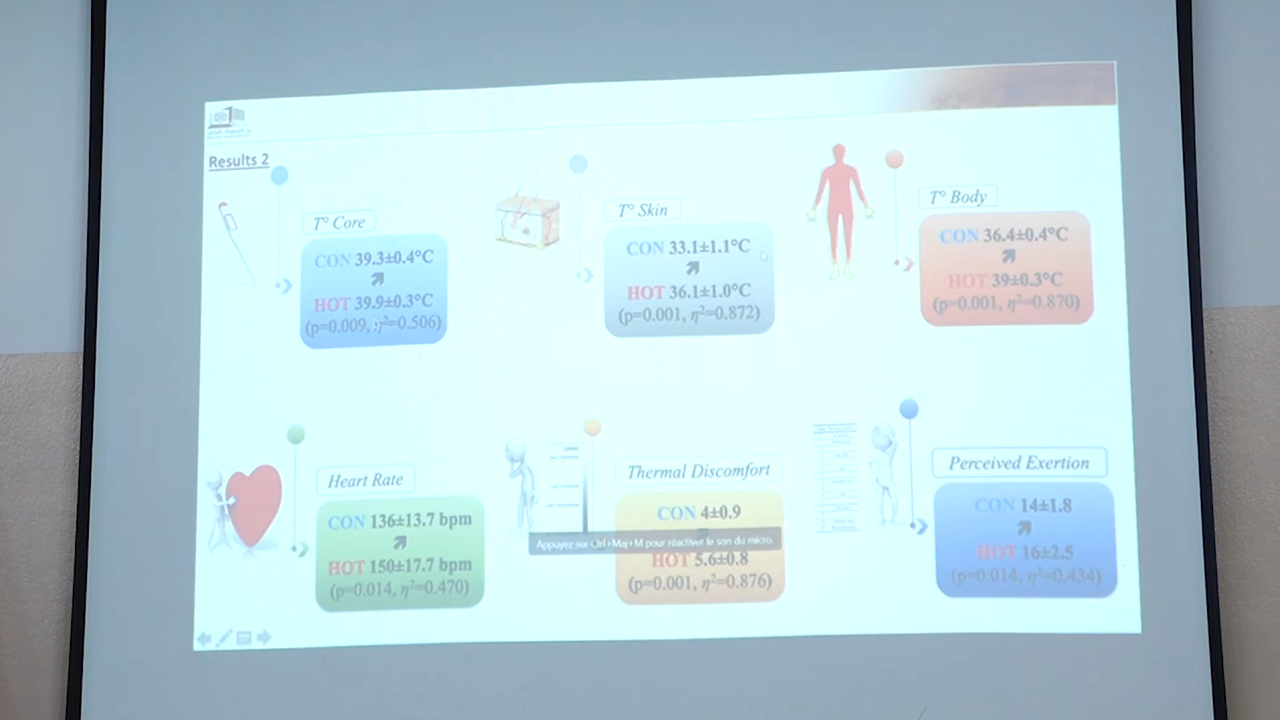 Results 2
T° Core
CON 39.3±0.4°C
HOT 39.9±0.3°C
(p=0.009, η²=0.506)
T° Skin
CON 33.1±1.1°C
HOT 36.1±1.0°C
(p=0.001, η²=0.872)
T° Body
CON 36.4±0.4°C
HOT 39±0.3°C
(p=0.001, η²=0.870)
Heart Rate
CON 136±13.7 bpm
HOT 150±17.7 bpm
(p=0.014, η²=0.470)
Thermal Discomfort
CON 4±0.9
Appuyez sur Ctrl+Maj+M pour réactiver le son du micro.
HOT 5.6±0.8
(p=0.001, η²=0.876)
Perceived Exertion
CON 14±1.8
HOT 16±2.5
(p=0.014, η²=0.434)